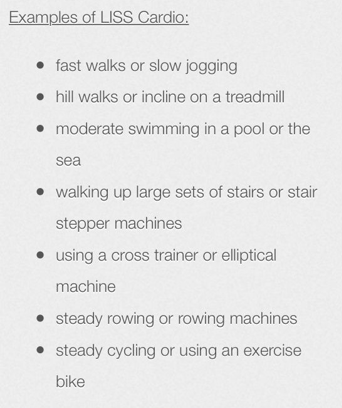 Examples of LISS Cardio:
• fast walks or slow jogging
• hill walks or incline on a treadmill
• moderate swimming in a pool or the
sea
• walking up large sets of stairs or stair
stepper machines
• using a cross trainer or elliptical
machine
• steady rowing or rowing machines
• steady cycling or using an exercise
bike